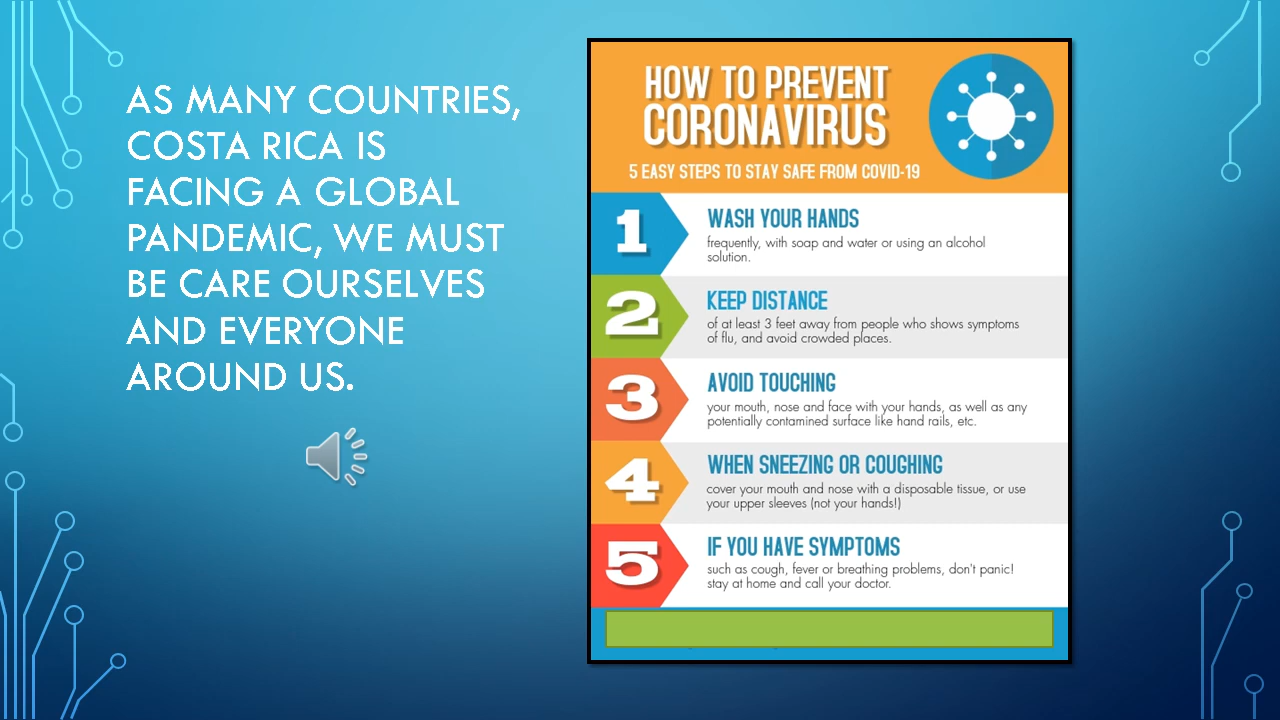 AS MANY COUNTRIES,
COSTA RICA IS
FACING A GLOBAL
PANDEMIC, WE MUST
BE CARE OURSELVES
AND EVERYONE
AROUND US.
HOW TO PREVENT
CORONAVIRUS
5 EASY STEPS TO STAY SAFE FROM COVID-19
1
WASH YOUR HANDS
frequently, with soap and water or using an alcohol
solution.
2
KEEP DISTANCE
of at least 3 feet away from people who shows symptoms
of flu, and avoid crowded places.
3
AVOID TOUCHING
your mouth, nose and face with your hands, as well as any
potentially contamined surface like hand rails, etc.
4
WHEN SNEEZING OR COUGHING
cover your mouth and nose with a disposable tissue, or use
your upper sleeves (not your hands!)
5
IF YOU HAVE SYMPTOMS
such as cough, fever or breathing problems, don't panic!
stay at home and call your doctor.